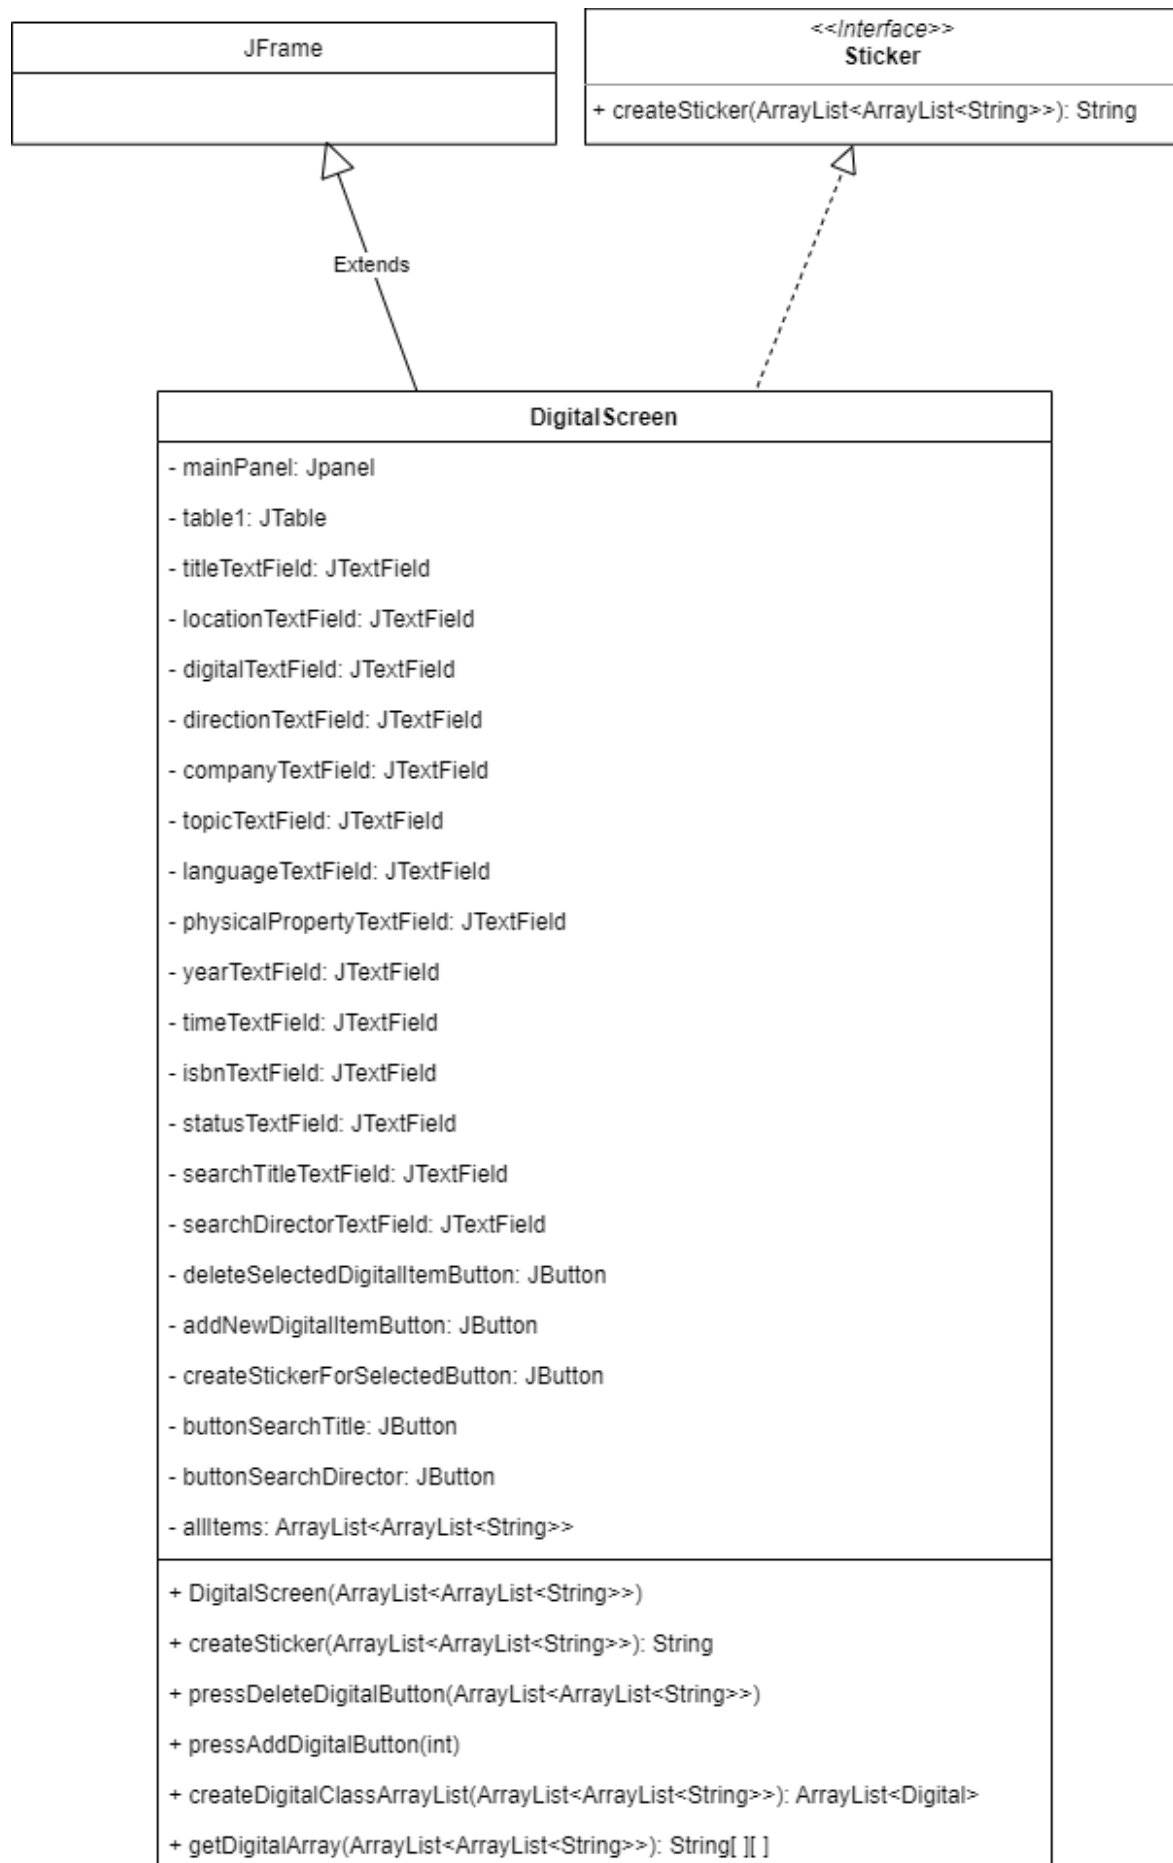 JFrame
<<Interface>>
Sticker
+ createSticker(ArrayList<ArrayList<String>>): String
Extends
DigitalScreen
- mainPanel: Jpanel
- table1: JTable
- titleTextField: JTextField
- locationTextField: JTextField
- digitalTextField: JTextField
- directionTextField: JTextField
- companyTextField: JTextField
- topicTextField: JTextField
- languageTextField: JTextField
- physicalPropertyTextField: JTextField
- yearTextField: JTextField
- timeTextField: JTextField
- isbnTextField: JTextField
- statusTextField: JTextField
- searchTitleTextField: JTextField
- searchDirectorTextField: JTextField
- deleteSelectedDigitalItemButton: JButton
- addNewDigitalItemButton: JButton
- createStickerForSelectedButton: JButton
- buttonSearchTitle: JButton
- buttonSearchDirector: JButton
- allItems: ArrayList<ArrayList<String>>
+ DigitalScreen(ArrayList<ArrayList<String>>)
+ createSticker(ArrayList<ArrayList<String>>): String
+ pressDeleteDigitalButton(ArrayList<ArrayList<String>>)
+ pressAddDigitalButton(int)
+ createDigitalClassArrayList(ArrayList<ArrayList<String>>): ArrayList<Digital>
+ getDigitalArray(ArrayList<ArrayList<String>>): String[ ][ ]